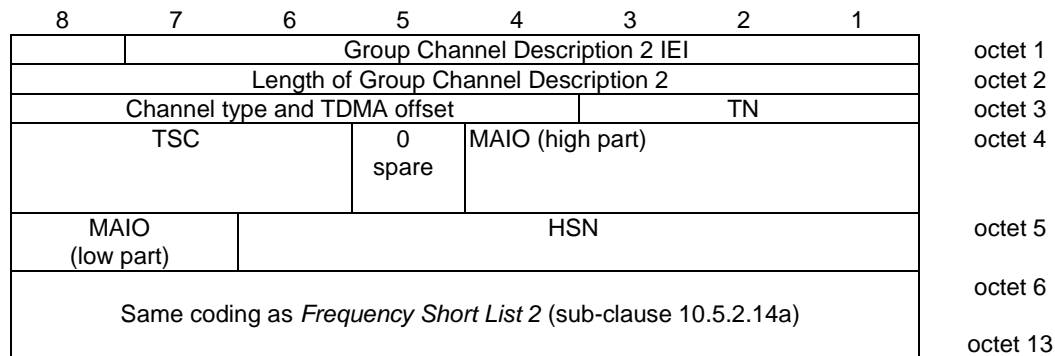 8 7 6 5 4 3 2 1
Group Channel Description 2 IEI octet 1
Length of Group Channel Description 2 octet 2
Channel type and TDMA offset TN octet 3
TSC 0 MAIO (high part) octet 4
spare
MAIO HSN octet 5
(low part)
octet 6
Same coding as Frequency Short List 2 (sub-clause 10.5.2.14a)
octet 13